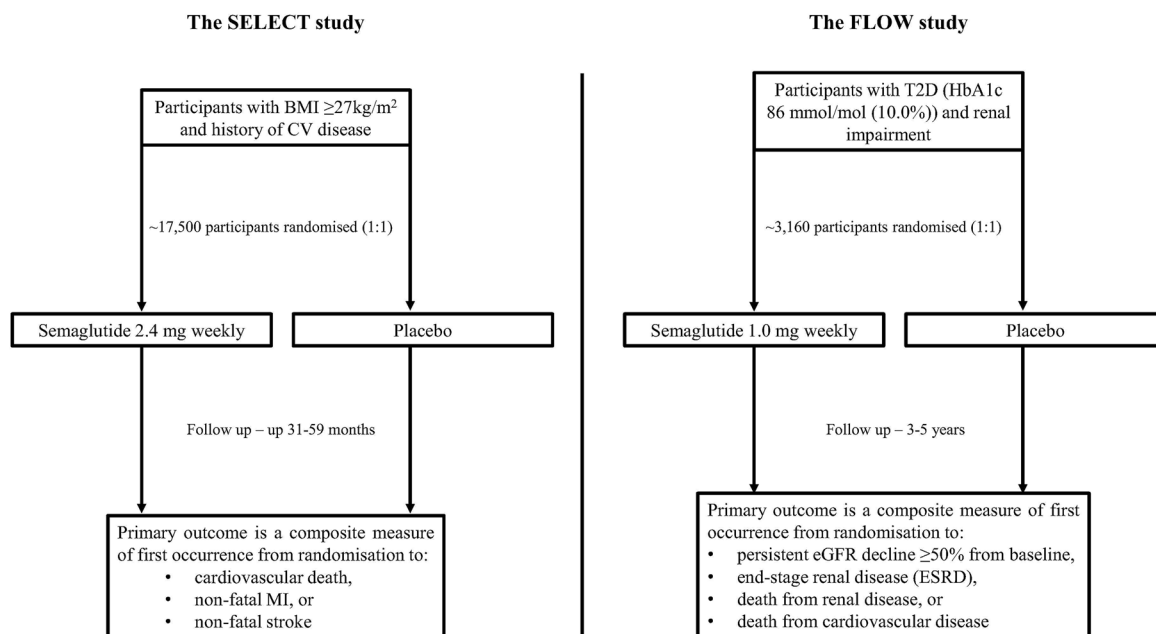 The SELECT study
Participants with BMI ≥27kg/m²
and history of CV disease
~17,500 participants randomised (1:1)
Semaglutide 2.4 mg weekly
Placebo
Follow up – up 31-59 months
Primary outcome is a composite measure
of first occurrence from randomisation to:
• cardiovascular death,
• non-fatal MI, or
• non-fatal stroke
The FLOW study
Participants with T2D (HbA1c
86 mmol/mol (10.0%)) and renal
impairment
~3,160 participants randomised (1:1)
Semaglutide 1.0 mg weekly
Placebo
Follow up – 3-5 years
Primary outcome is a composite measure of first
occurrence from randomisation to:
• persistent eGFR decline ≥50% from baseline,
• end-stage renal disease (ESRD),
• death from renal disease, or
• death from cardiovascular disease